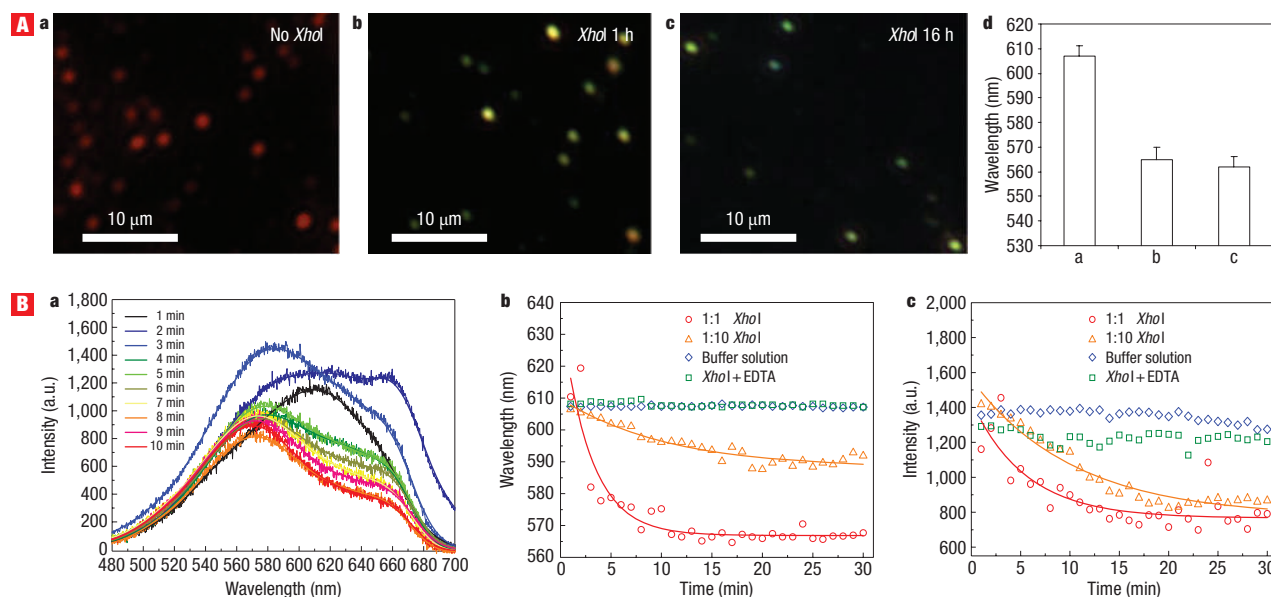 A
a
No XhoI
10 µm
b
XhoI 1 h
10 µm
c
XhoI 16 h
10 µm
d
Wavelength (nm)
620
610
600
590
580
570
560
550
540
530
a b c
B
a
Intensity (a.u.)
1,800
1,600
1,400
1,200
1,000
800
600
400
200
0
1 min
2 min
3 min
4 min
5 min
6 min
7 min
8 min
9 min
10 min
480 500 520 540 560 580 600 620 640 660 680 700
Wavelength (nm)
b
Wavelength (nm)
640
630
620
610
600
590
580
570
560
1:1 XhoI
1:10 XhoI
Buffer solution
XhoI + EDTA
0 5 10 15 20 25 30
Time (min)
c
Intensity (a.u.)
2,000
1,800
1,600
1,400
1,200
1,000
800
600
1:1 XhoI
1:10 XhoI
Buffer solution
XhoI + EDTA
0 5 10 15 20 25 30
Time (min)